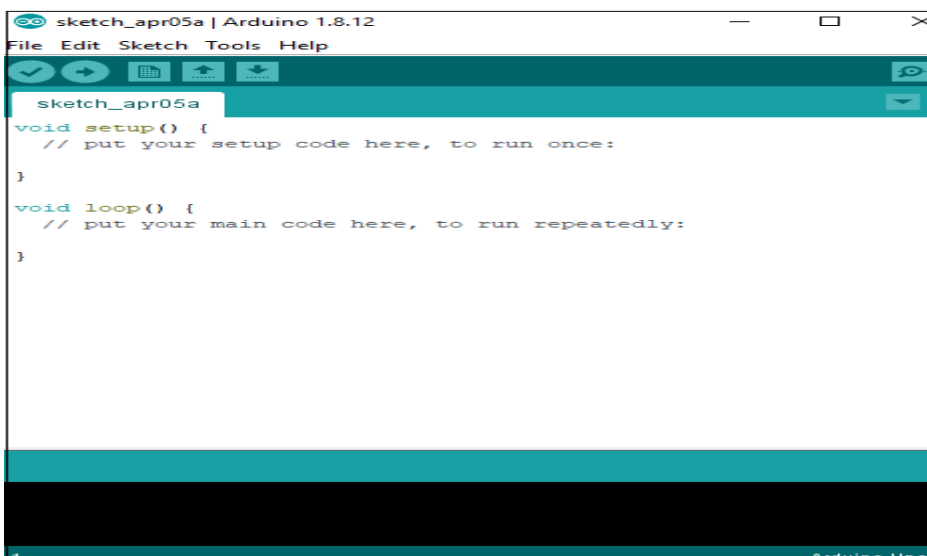 sketch_apr05a | Arduino 1.8.12
File Edit Sketch Tools Help
sketch_apr05a
void setup() {
  // put your setup code here, to run once:
}
void loop() {
  // put your main code here, to run repeatedly:
}
1